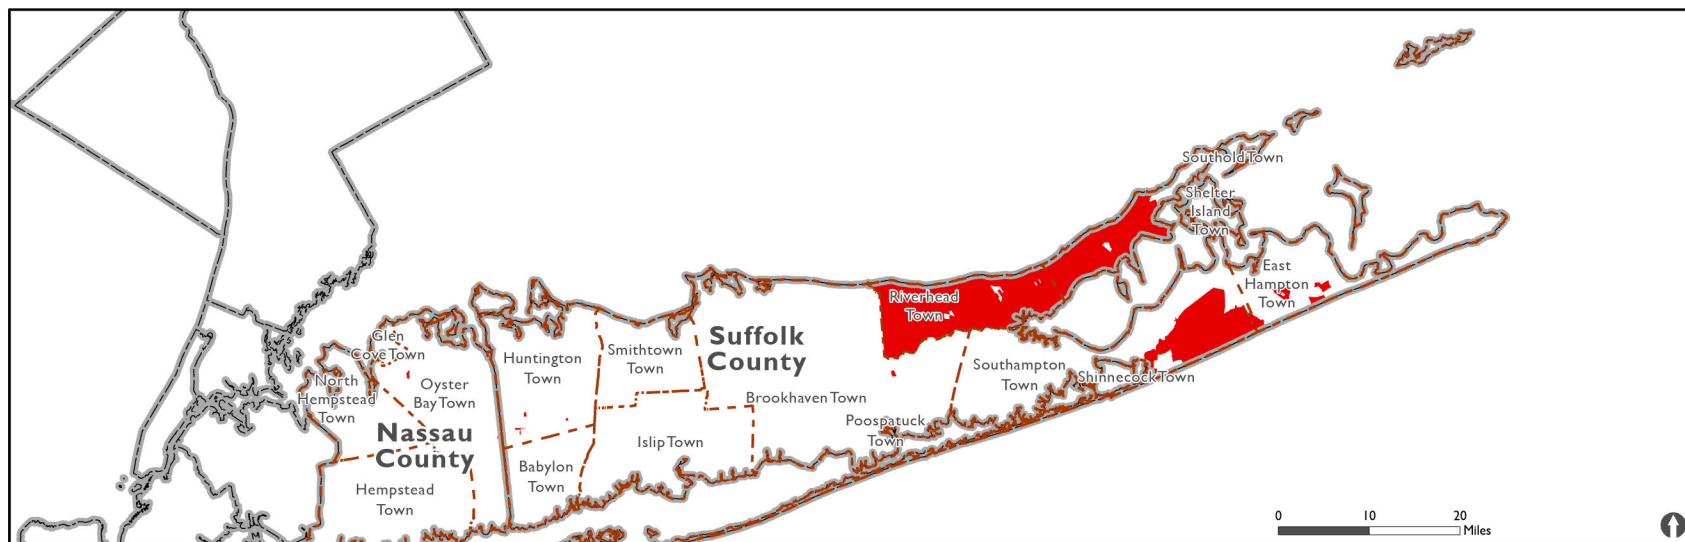 Southold Town
Shelter
Island
Town
East
Hampton
Town
Riverhead
Town
Suffolk
County
Glen
Cove Town
Huntington
Town
Smithtown
Town
Southampton
Town
Shinnecock Town
North
Hempstead
Town
Oyster
Bay Town
Brookhaven Town
Poospatuck
Town
Nassau
County
Islip Town
Babylon
Town
Hempstead
Town
0 10 20
Miles